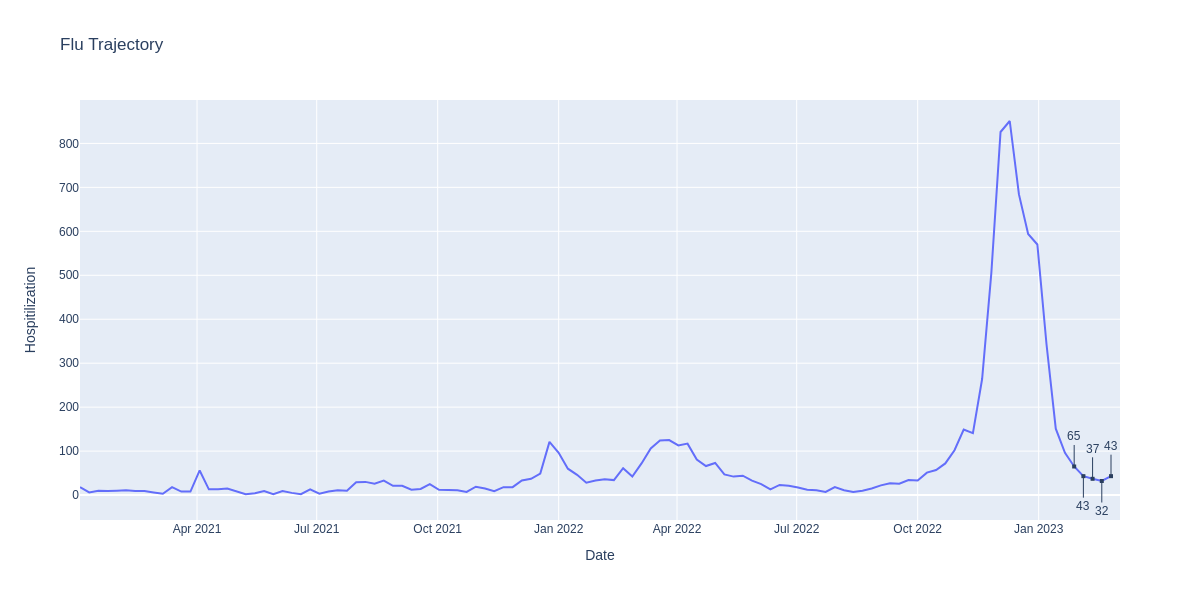 Flu Trajectory
Hospitilization
800
700
600
500
400
300
200
100
0
65
37
43
43
32
Apr 2021
Jul 2021
Oct 2021
Jan 2022
Apr 2022
Jul 2022
Oct 2022
Jan 2023
Date